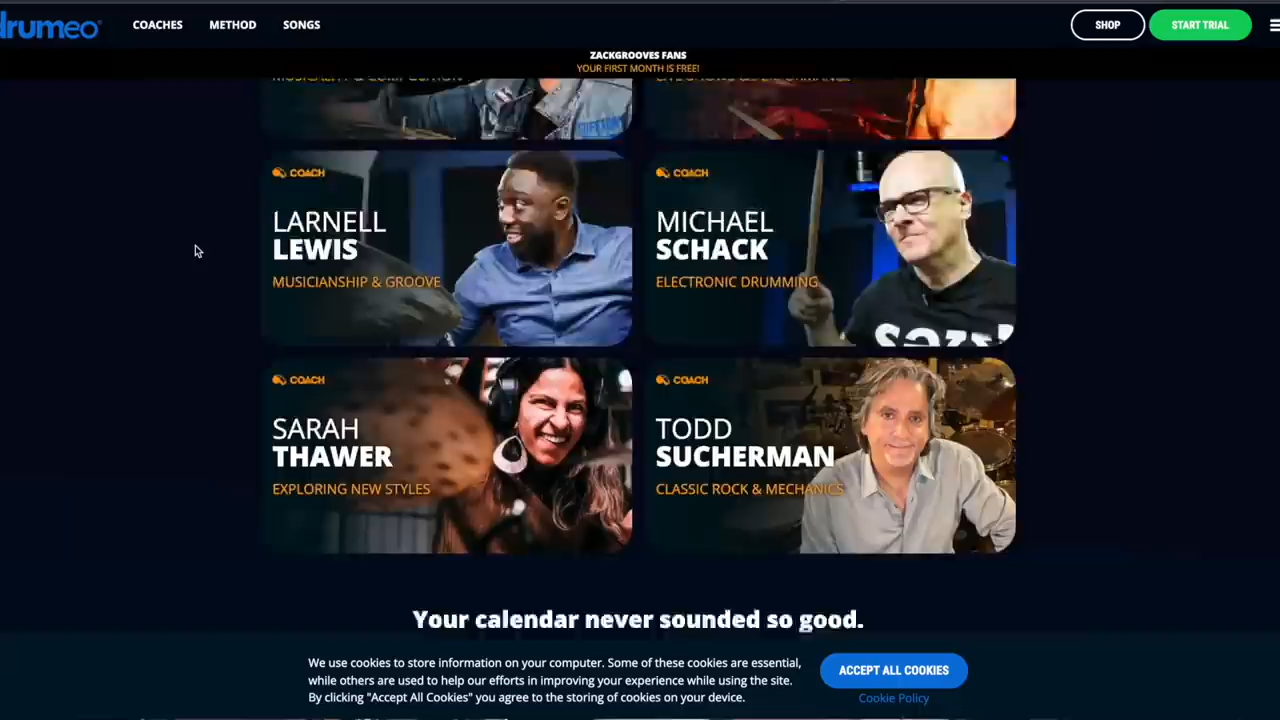 drumeo
COACHES
METHOD
SONGS
SHOP
START TRIAL
ZACKGROOVES FANS
YOUR FIRST MONTH IS FREE!
COACH
LARNELL
LEWIS
MUSICIANSHIP & GROOVE
COACH
MICHAEL
SCHACK
ELECTRONIC DRUMMING
COACH
SARAH
THAWER
EXPLORING NEW STYLES
COACH
TODD
SUCHERMAN
CLASSIC ROCK & MECHANICS
Your calendar never sounded so good.
We use cookies to store information on your computer. Some of these cookies are essential,
while others are used to help our efforts in improving your experience while using the site.
By clicking "Accept All Cookies" you agree to the storing of cookies on your device.
ACCEPT ALL COOKIES
Cookie Policy